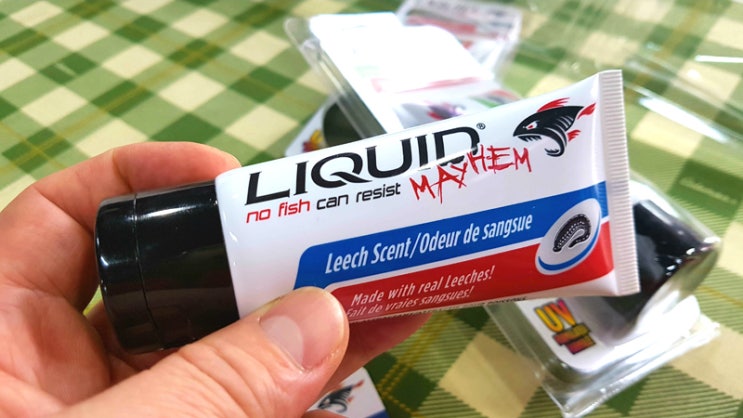 LIQUID®
MAYHEM
no fish can resist
Leech Scent/Odeur de sangsue
Made with real Leeches!
Fait de vraies sangsues!
UV